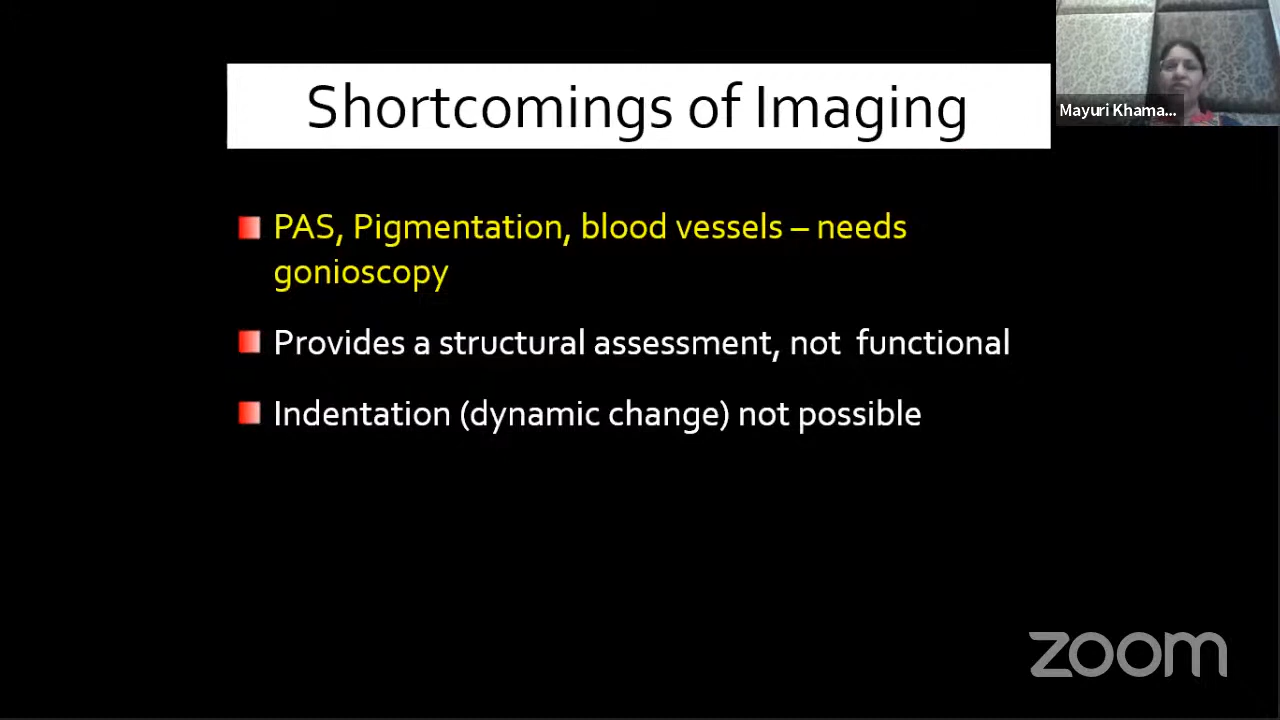 Shortcomings of Imaging
Mayuri Khama...
PAS, Pigmentation, blood vessels – needs
gonioscopy
Provides a structural assessment, not  functional
Indentation (dynamic change) not possible
zoom